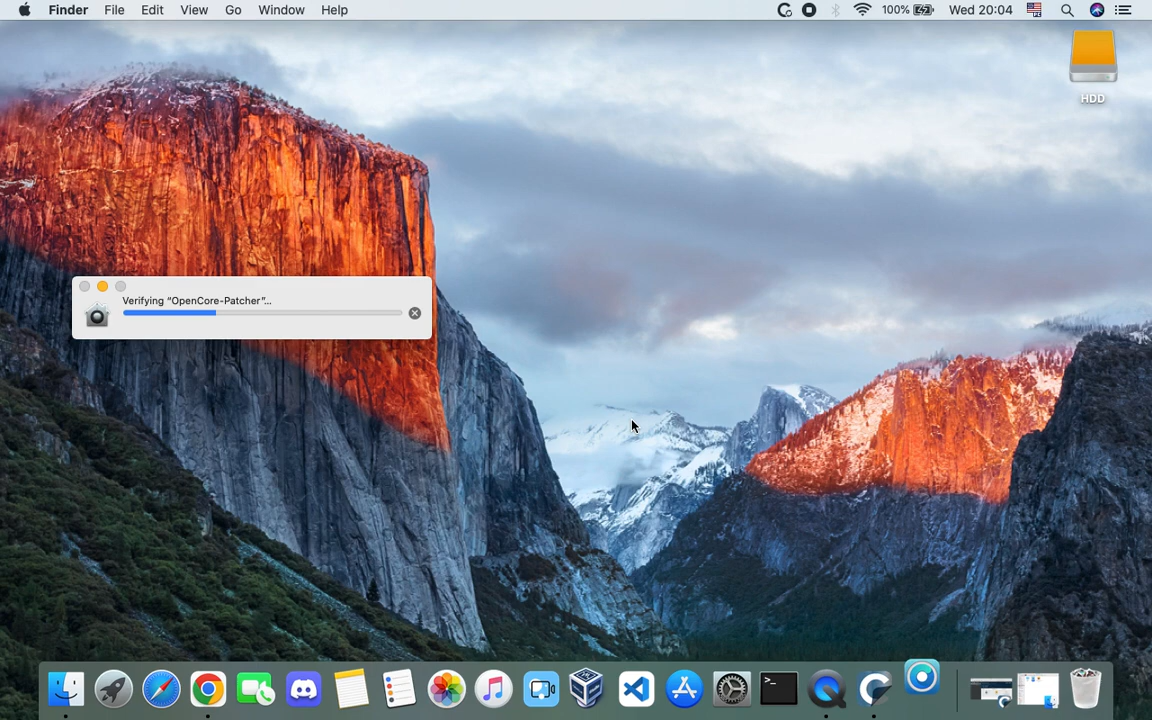 Finder File Edit View Go Window Help 100% Wed 20:04
HDD
Verifying “OpenCore-Patcher”...
>_